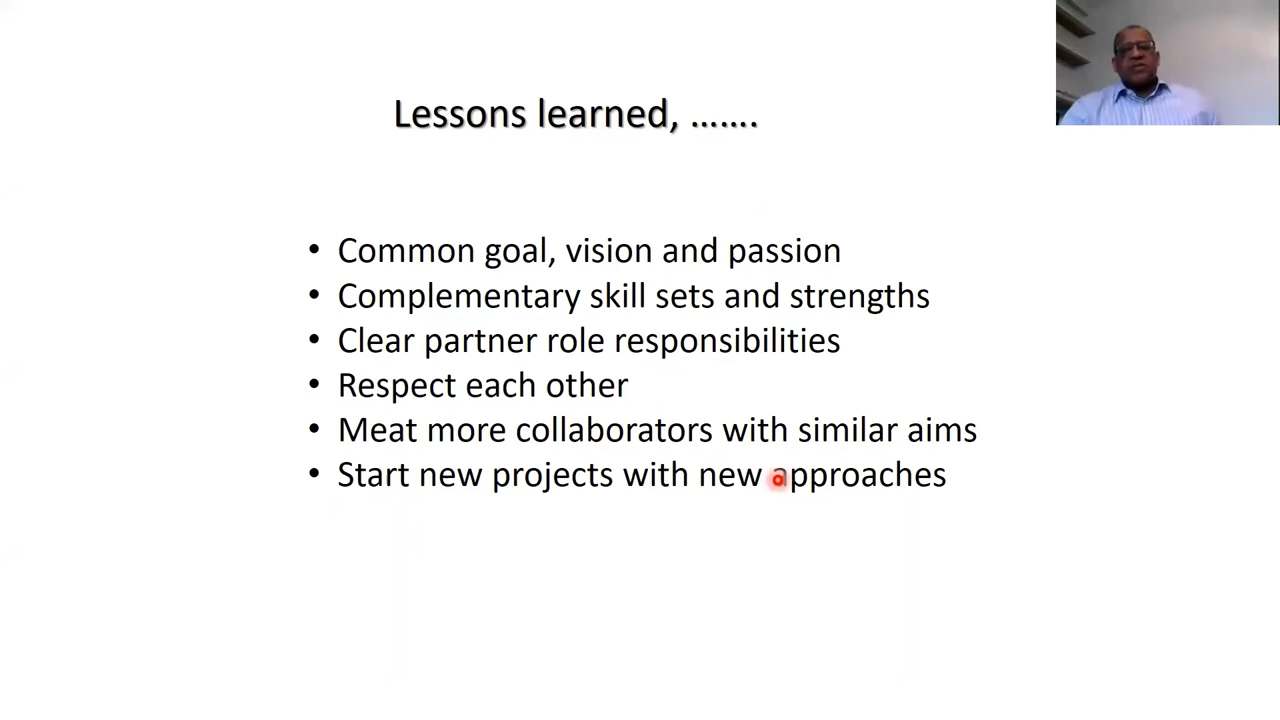 Lessons learned, .......
• Common goal, vision and passion
• Complementary skill sets and strengths
• Clear partner role responsibilities
• Respect each other
• Meat more collaborators with similar aims
• Start new projects with new approaches